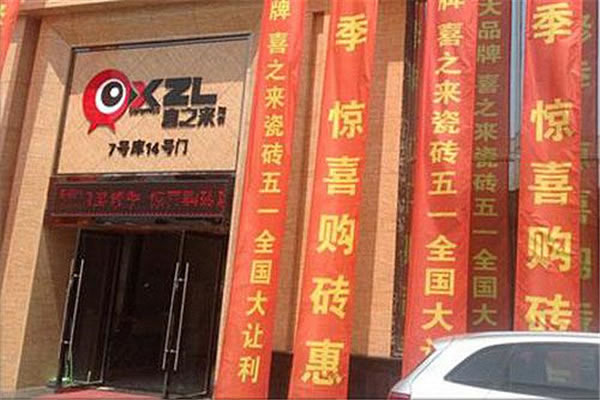 XZL
喜之来
7号库14号门
牌 喜之来瓷砖五一全国大让利
季 惊喜购砖惠
品牌 喜之来瓷砖五一全国大让
大品牌 喜之来瓷砖五一全国
季 惊喜购砖